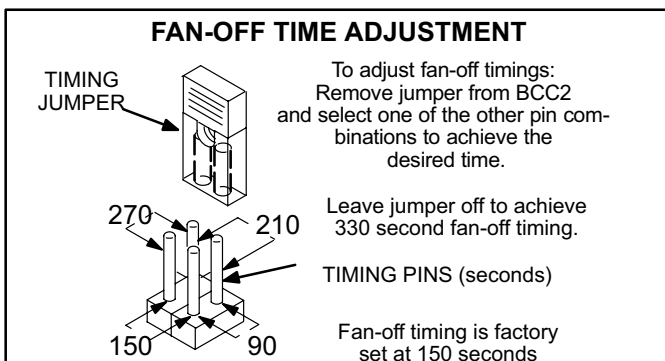 FAN-OFF TIME ADJUSTMENT
TIMING
JUMPER
To adjust fan-off timings:
Remove jumper from BCC2
and select one of the other pin com-
binations to achieve the
desired time.
270
210
Leave jumper off to achieve
330 second fan-off timing.
TIMING PINS (seconds)
150
90
Fan-off timing is factory
set at 150 seconds